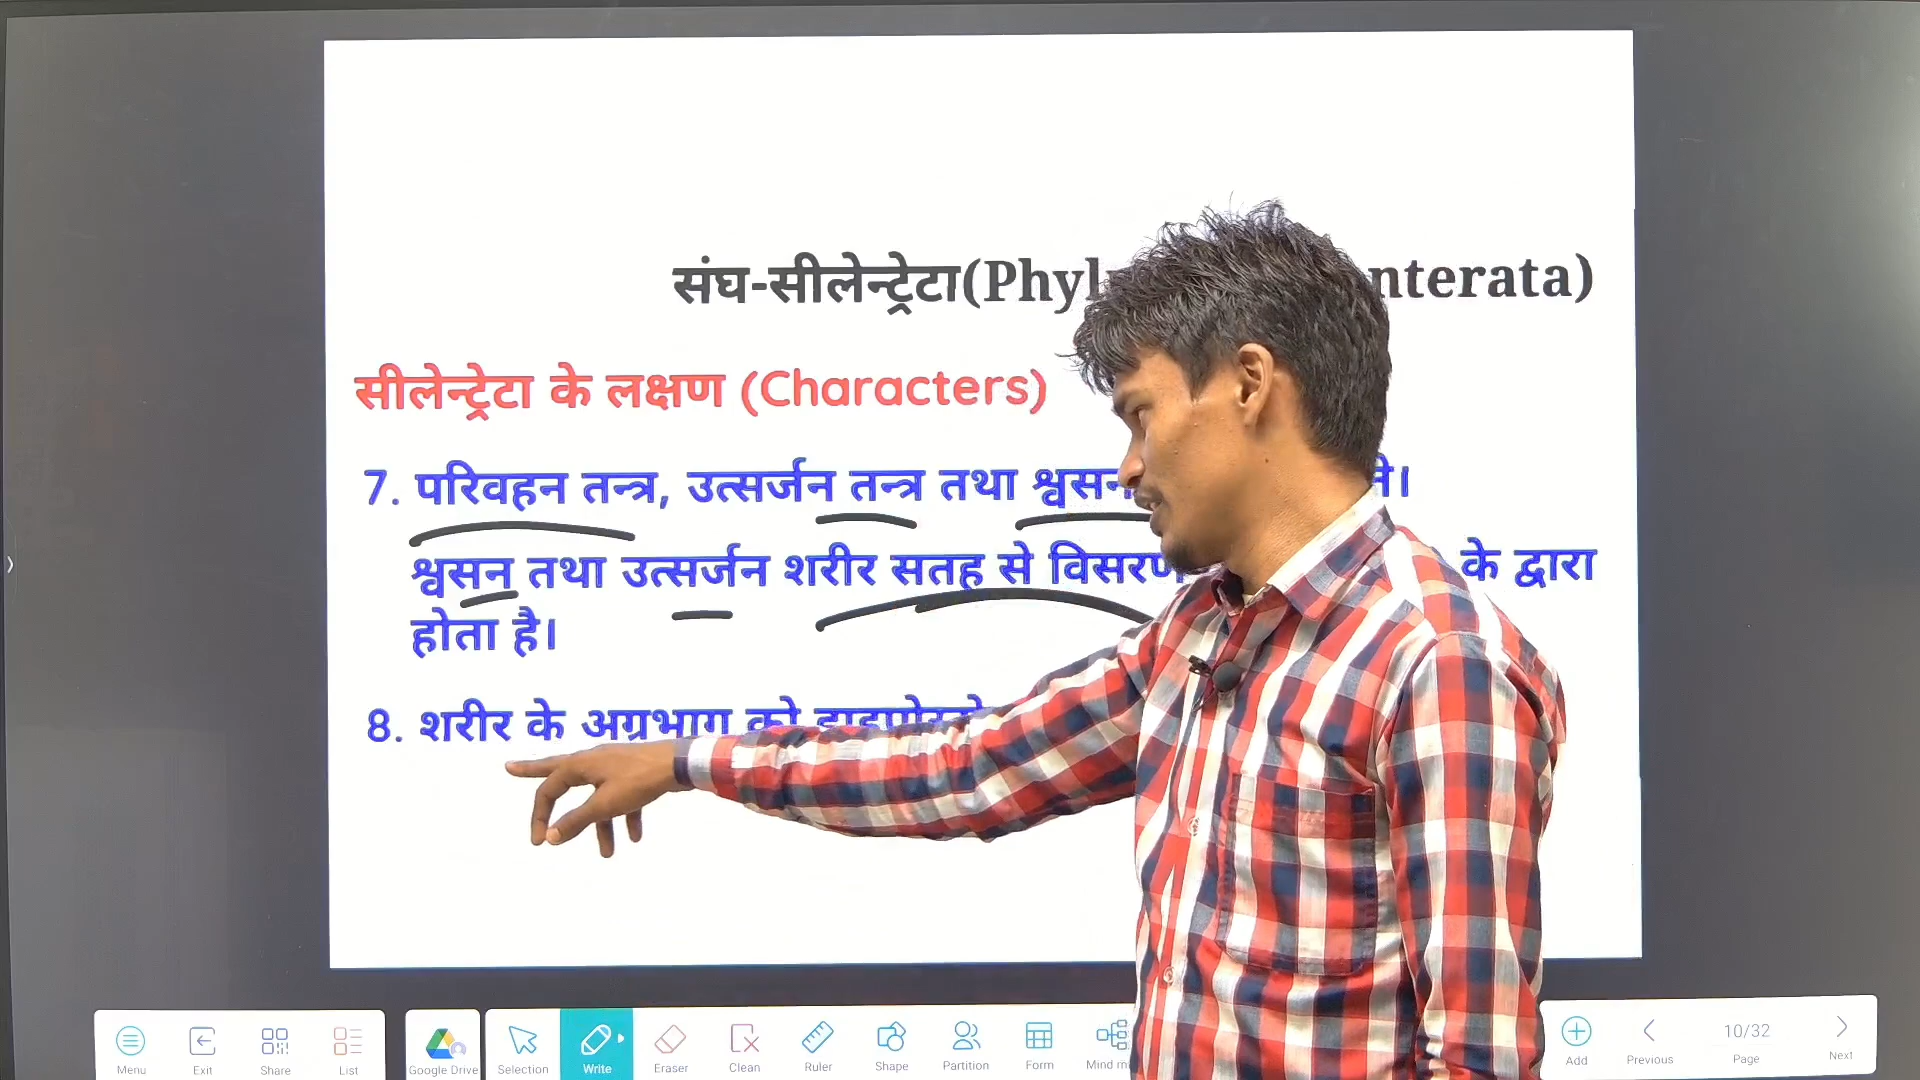 संघ-सीलेन्ट्रेटा(Phyl nterata)
सीलेन्ट्रेटा के लक्षण (Characters)
7. परिवहन तन्त्र, उत्सर्जन तन्त्र तथा श्वसन
श्वसन तथा उत्सर्जन शरीर सतह से विसरण के द्वारा
होता है।
8. शरीर के अग्रभाग को
Menu Exit Share List Google Drive Selection Write Eraser Clean Ruler Shape Partition Form Mind Add Previous 10/32 Page Next